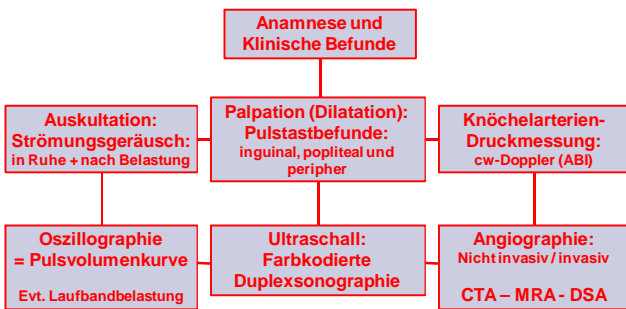 Anamnese und
Klinische Befunde
Auskultation:
Strömungsgeräusch:
in Ruhe + nach Belastung
Palpation (Dilatation):
Pulstastbefunde:
inguinal, popliteal und
peripher
Knöchelarterien-
Druckmessung:
cw-Doppler (ABI)
Oszillographie
= Pulsvolumenkurve
Evt. Laufbandbelastung
Ultraschall:
Farbkodierte
Duplexsonographie
Angiographie:
Nicht invasiv / invasiv
CTA – MRA - DSA